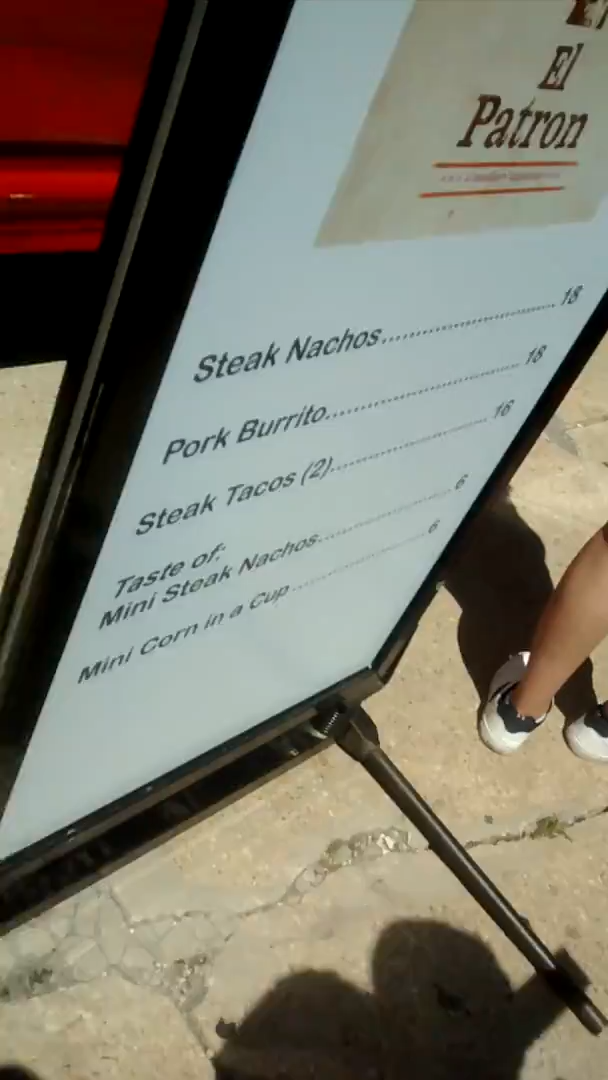 El
Patron
Steak Nachos 18
Pork Burrito 18
Steak Tacos (2) 16
Taste of:
Mini Steak Nachos 6
Mini Corn in a Cup 6